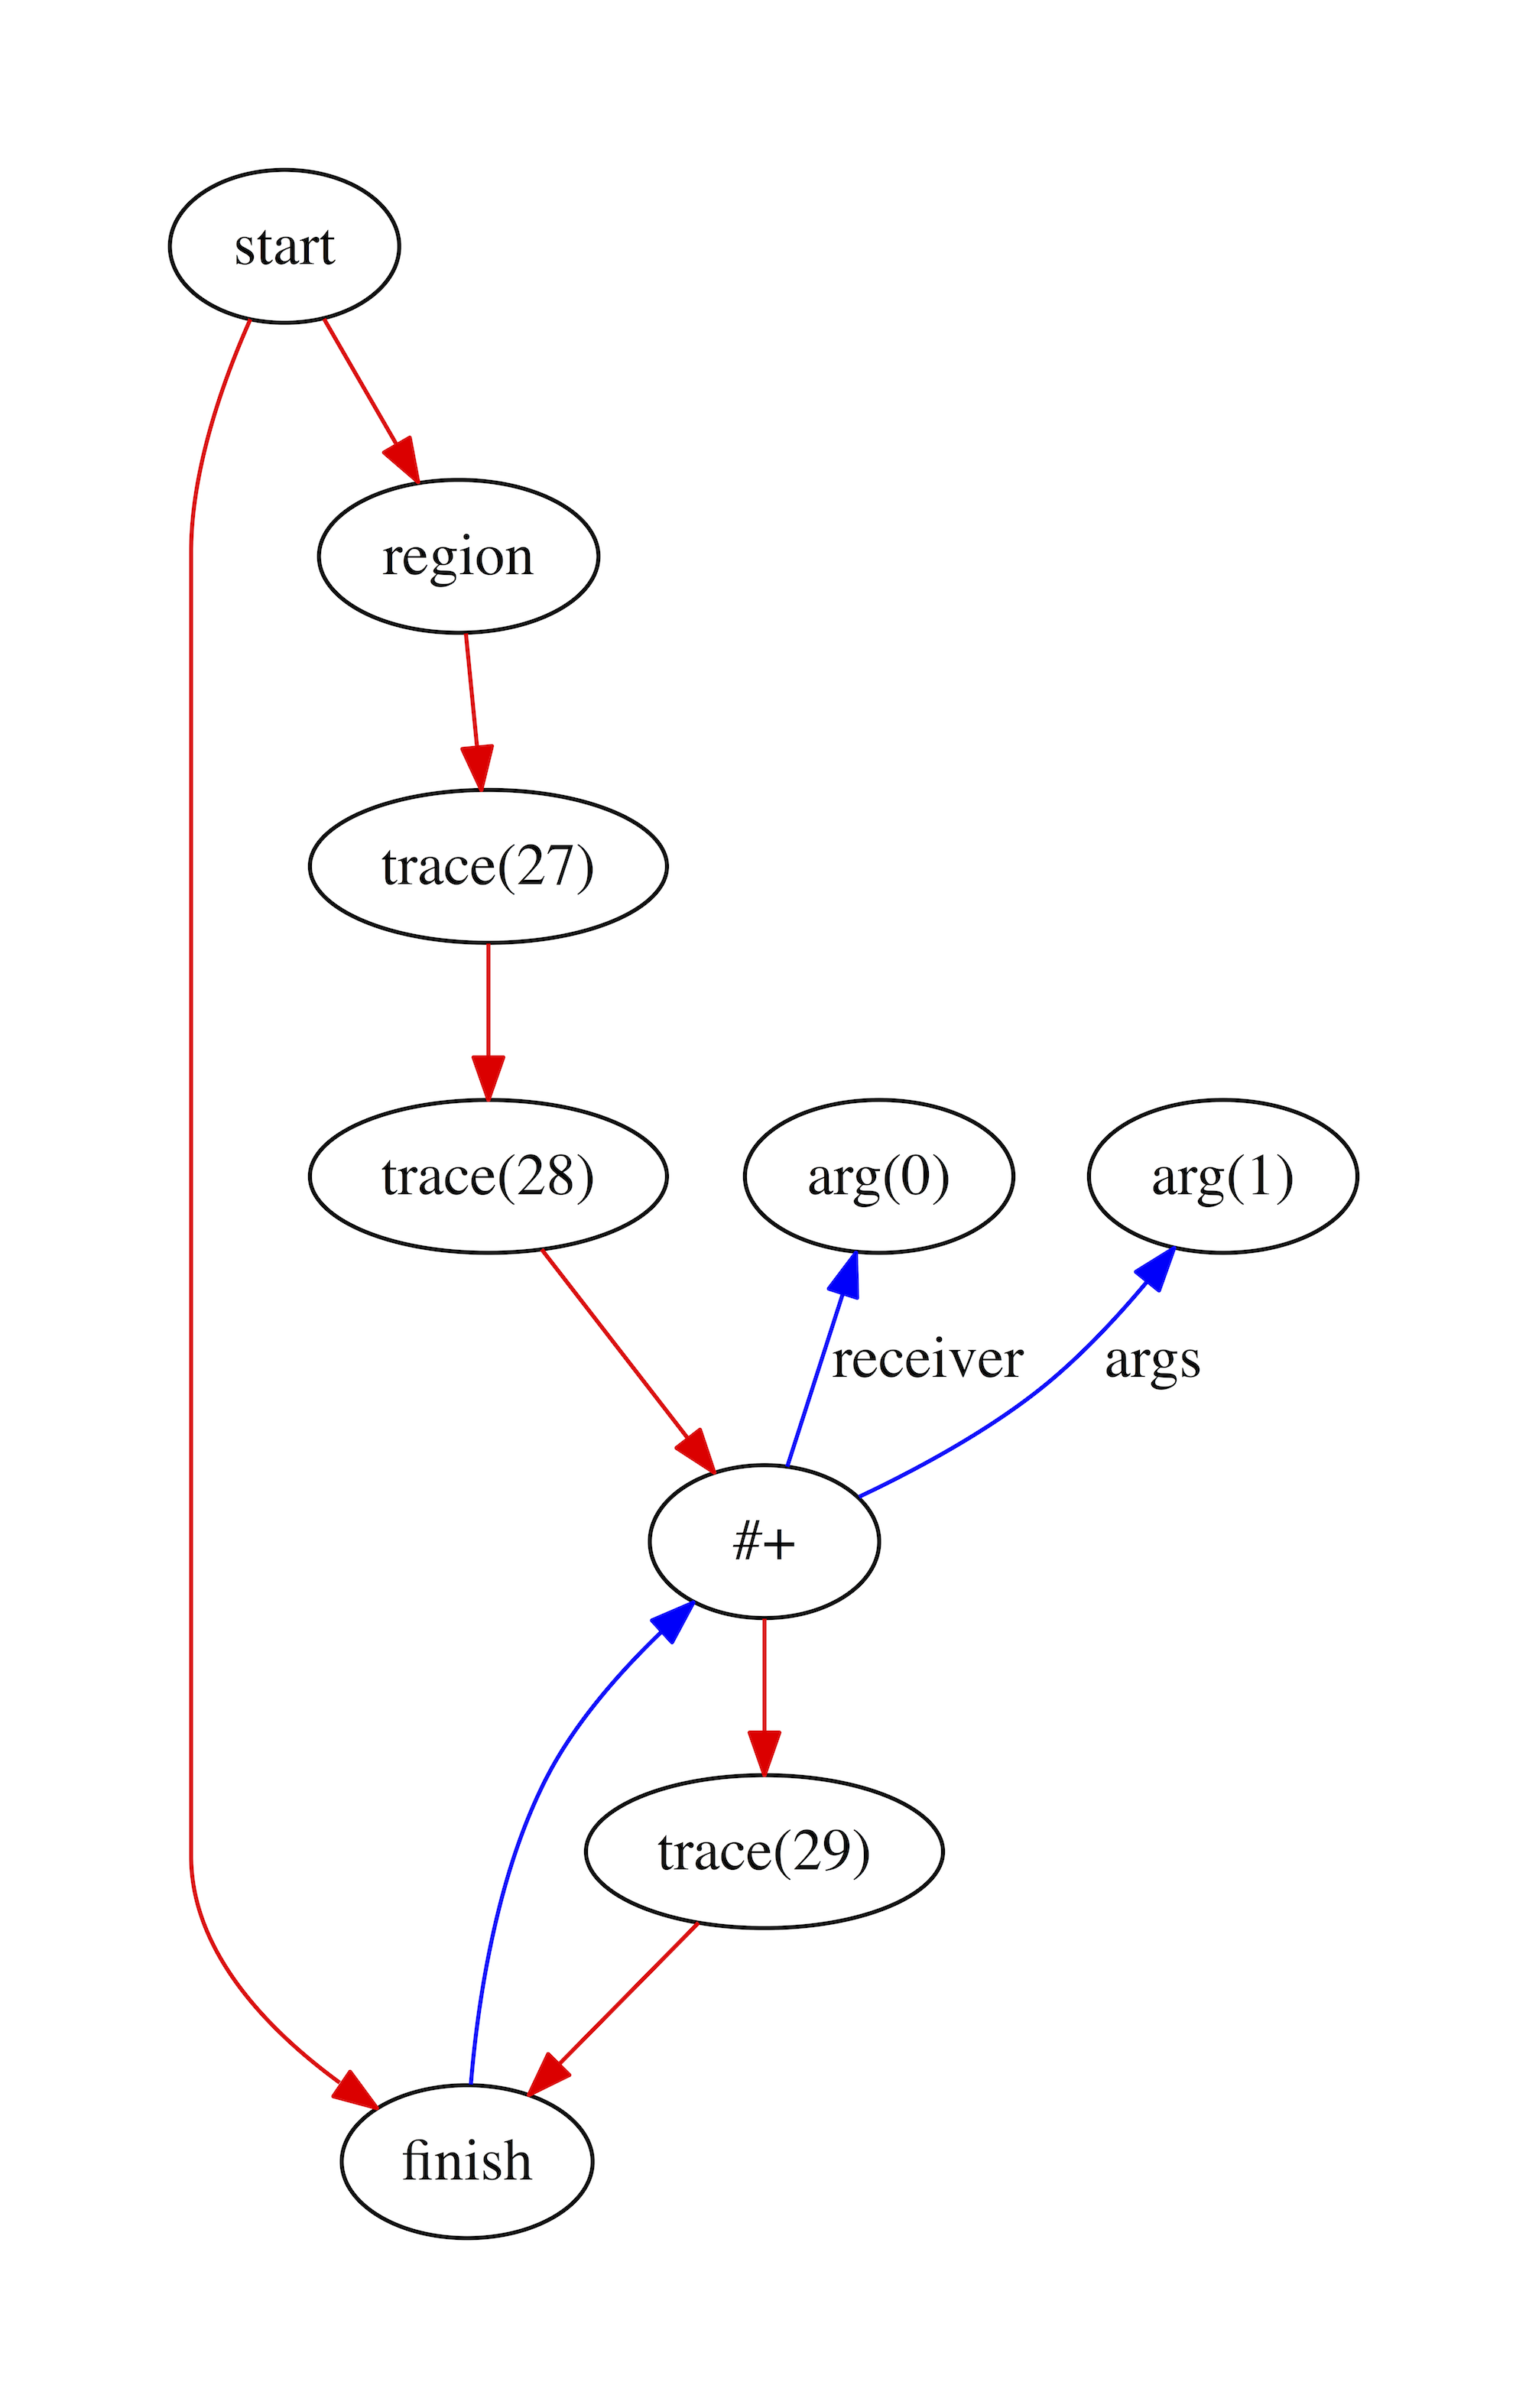 start
region
trace(27)
trace(28)
arg(0)
arg(1)
receiver
args
#+
trace(29)
finish